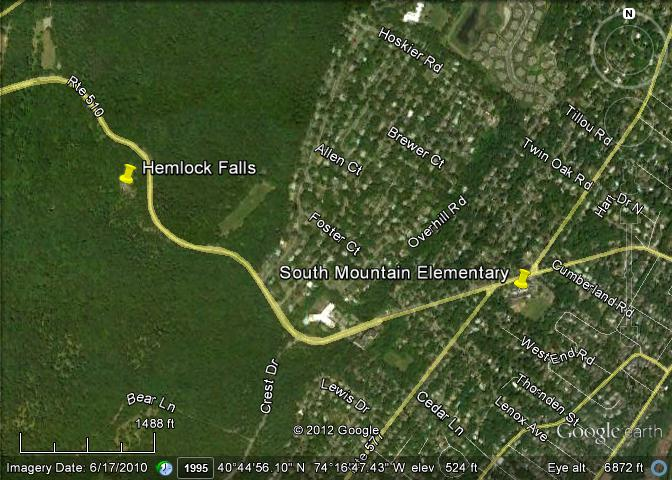 N
Hoskier Rd
Rte 510
Tillou Rd
Brewer Ct
Allen Ct
Twin Oak Rd
Hemlock Falls
Dr N
Overhill Rd
Foster Ct
South Mountain Elementary
Cumberland Rd
West End Rd
Crest Dr
Lewis Dr
Thornden St
Bear Ln
Cedar Ln
Lenox Ave
1488 ft
© 2012 Google
Google earth
Imagery Date: 6/17/2010 1995 40°44'56.10" N 74°16'47.43" W elev 524 ft Eye alt 6872 ft